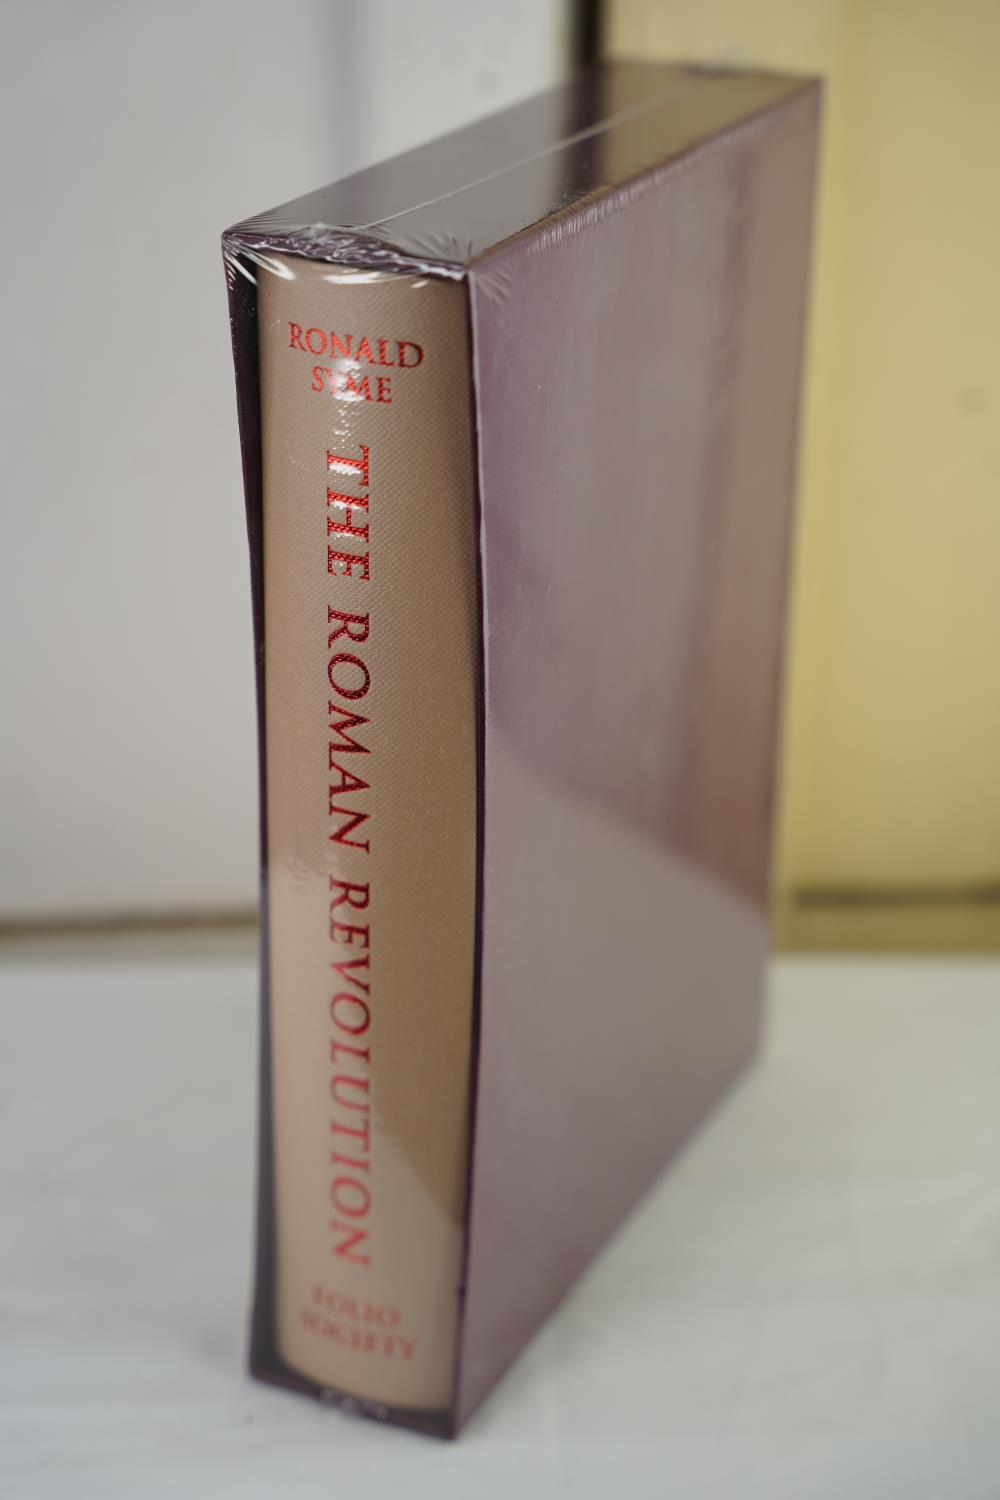 RONALD
SYME
THE ROMAN REVOLUTION
FOLIO
SOCIETY